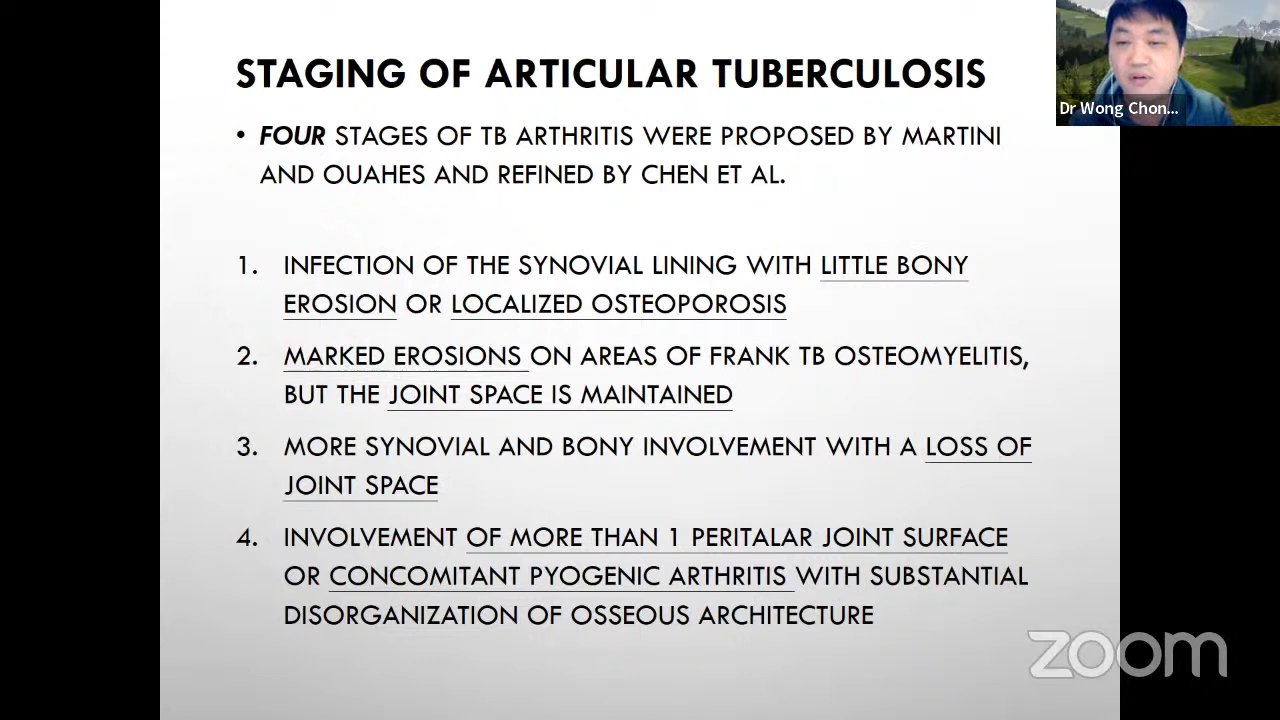 STAGING OF ARTICULAR TUBERCULOSIS
• FOUR STAGES OF TB ARTHRITIS WERE PROPOSED BY MARTINI
AND OUAHES AND REFINED BY CHEN ET AL.
1. INFECTION OF THE SYNOVIAL LINING WITH LITTLE BONY
EROSION OR LOCALIZED OSTEOPOROSIS
2. MARKED EROSIONS ON AREAS OF FRANK TB OSTEOMYELITIS,
BUT THE JOINT SPACE IS MAINTAINED
3. MORE SYNOVIAL AND BONY INVOLVEMENT WITH A LOSS OF
JOINT SPACE
4. INVOLVEMENT OF MORE THAN 1 PERITALAR JOINT SURFACE
OR CONCOMITANT PYOGENIC ARTHRITIS WITH SUBSTANTIAL
DISORGANIZATION OF OSSEOUS ARCHITECTURE
Dr Wong Chon...
zoom